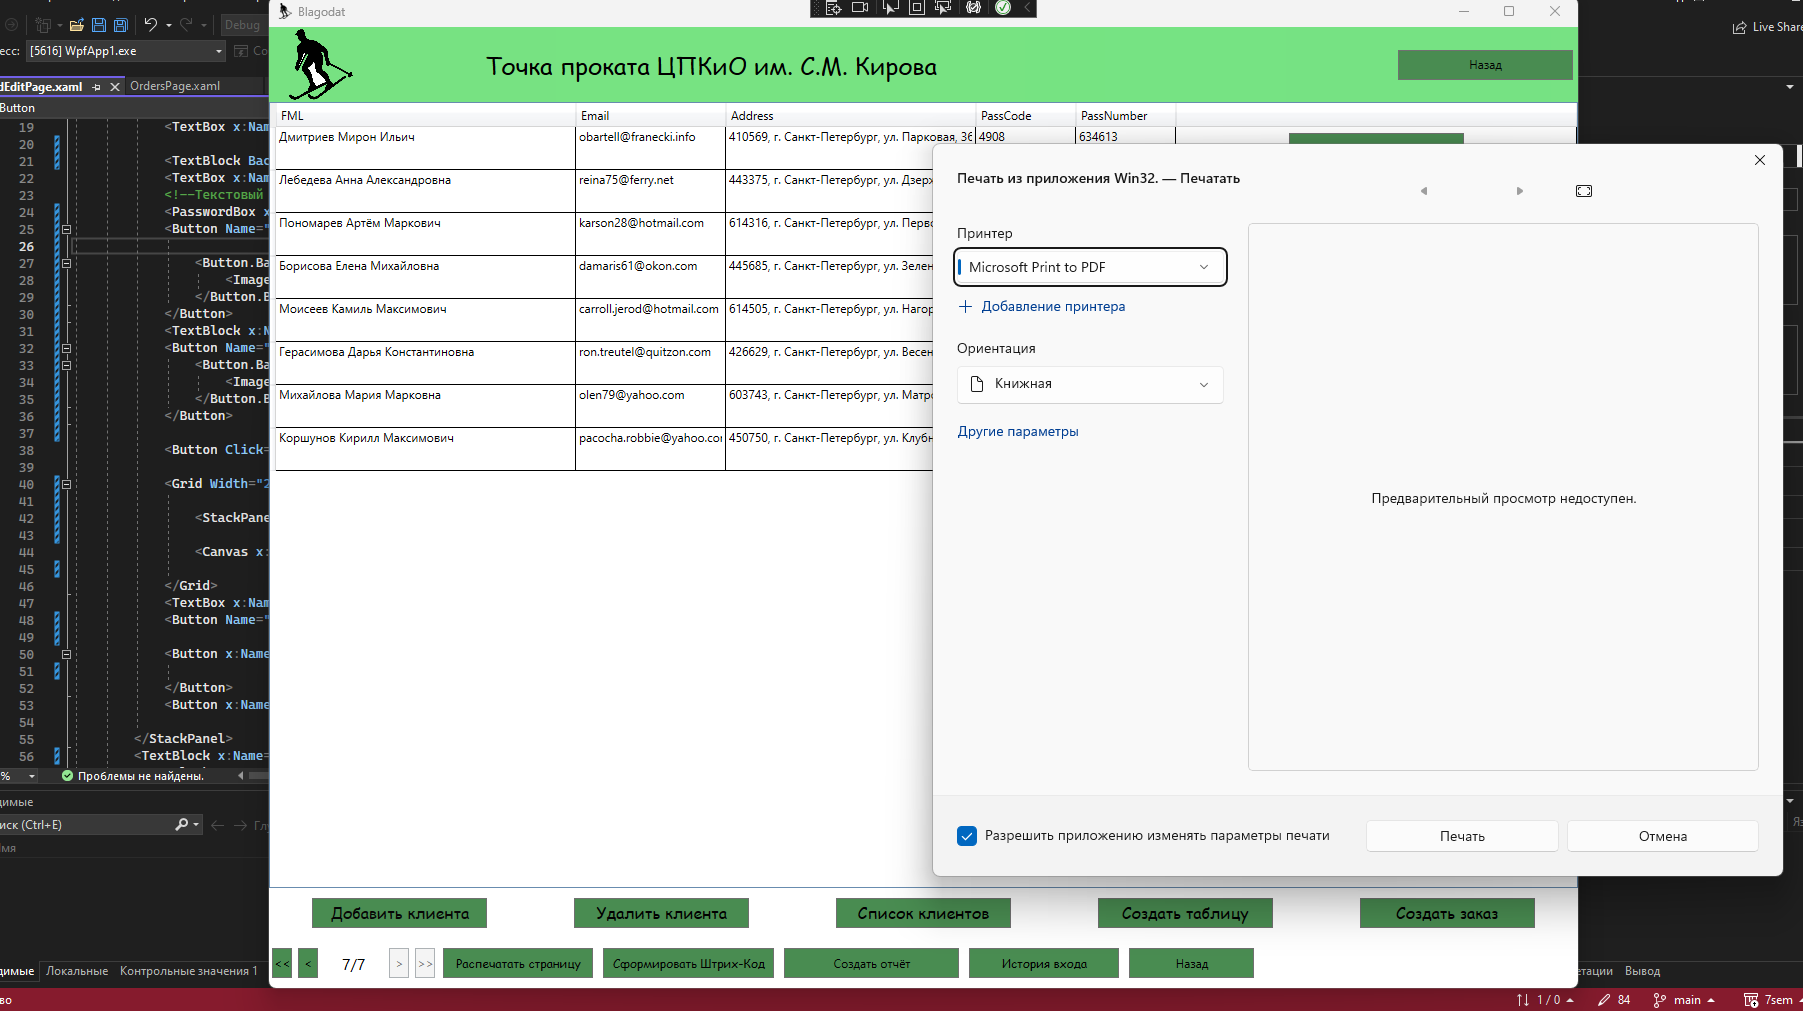 Blagodat
Debug
Live Share
[5616] WpfApp1.exe
dEditPage.xaml
OrdersPage.xaml
Button
Точка проката ЦПКиО им. С.М. Кирова
Назад
19 <TextBox x:Nam
20
21 <TextBlock Bac
22 <TextBox x:Nam
23 <!--Текстовый
24 <PasswordBox x
25 <Button Name="
26
27 <Button.Ba
28 <Image
29 </Button.B
30 </Button>
31 <TextBlock x:N
32 <Button Name="
33 <Button.Ba
34 <Image
35 </Button.B
36 </Button>
37
38 <Button Click=
39
40 <Grid Width="2
41
42 <StackPane
43
44 <Canvas x:
45
46 </Grid>
47 <TextBox x:Nam
48 <Button Name="
49
50 <Button x:Name
51
52 </Button>
53 <Button x:Name
54
55 </StackPanel>
56 <TextBlock x:Name=
% Проблемы не найдены.
FML Email Address PassCode PassNumber
Дмитриев Мирон Ильич obartell@franecki.info 410569, г. Санкт-Петербург, ул. Парковая, 36 4908 634613
Лебедева Анна Александровна reina75@ferry.net 443375, г. Санкт-Петербург, ул. Дзерж
Пономарев Артём Маркович karson28@hotmail.com 614316, г. Санкт-Петербург, ул. Перво
Борисова Елена Михайловна damaris61@okon.com 445685, г. Санкт-Петербург, ул. Зелен
Моисеев Камиль Максимович carroll.jerod@hotmail.com 614505, г. Санкт-Петербург, ул. Нагор
Герасимова Дарья Константиновна ron.treutel@quitzon.com 426629, г. Санкт-Петербург, ул. Весен
Михайлова Мария Марковна olen79@yahoo.com 603743, г. Санкт-Петербург, ул. Матро
Коршунов Кирилл Максимович pacocha.robbie@yahoo.com 450750, г. Санкт-Петербург, ул. Клубн
Печать из приложения Win32. — Печатать
Принтер
Microsoft Print to PDF
Добавление принтера
Ориентация
Книжная
Другие параметры
Предварительный просмотр недоступен.
Разрешить приложению изменять параметры печати
Печать
Отмена
Добавить клиента Удалить клиента Список клиентов Создать таблицу Создать заказ
<< < 7/7 > >> Распечатать страницу Сформировать Штрих-Код Создать отчёт История входа Назад
димые
иск (Ctrl+E)
Имя
димые Локальные Контрольные значения 1
тации Вывод
во
1 / 0 84 main 7sem